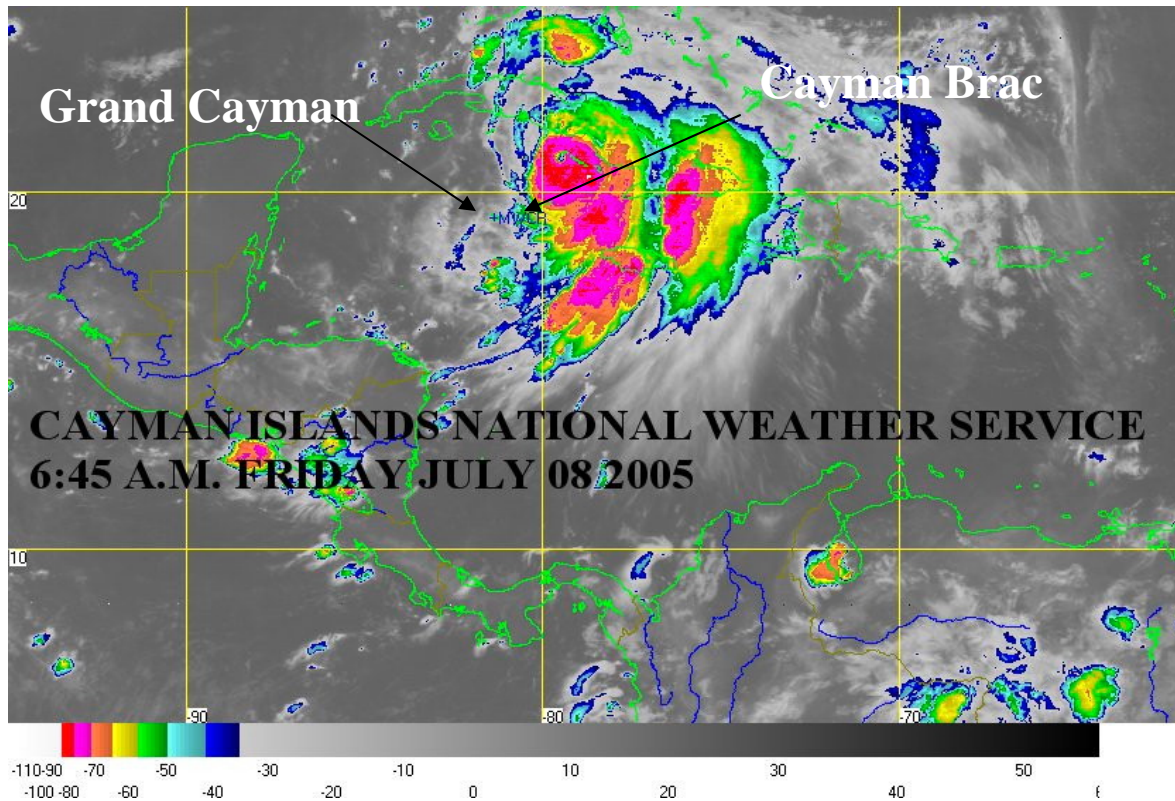 Cayman Brac
Grand Cayman
20
+MWCR
CAYMAN ISLANDS NATIONAL WEATHER SERVICE
6:45 A.M. FRIDAY JULY 08 2005
10
-90 -80 -70
-110 -90 -70 -50 -30 -10 10 30 50
-100 -80 -60 -40 -20 0 20 40